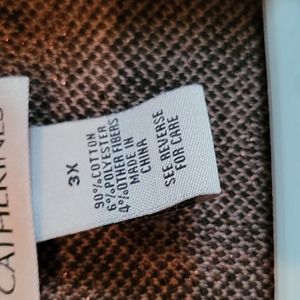 CATHERINES
3X
90%COTTON
6%POLYESTER
4%OTHER FIBERS
MADE IN
CHINA
SEE REVERSE
FOR CARE